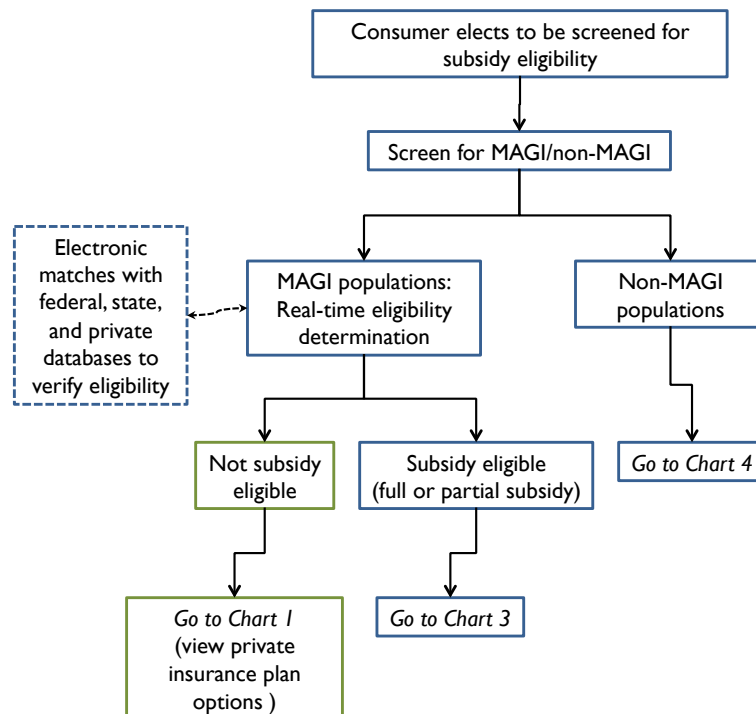 Consumer elects to be screened for
subsidy eligibility
Screen for MAGI/non-MAGI
Electronic
matches with
federal, state,
and private
databases to
verify eligibility
MAGI populations:
Real-time eligibility
determination
Non-MAGI
populations
Not subsidy
eligible
Subsidy eligible
(full or partial subsidy)
Go to Chart 4
Go to Chart 1
(view private
insurance plan
options )
Go to Chart 3